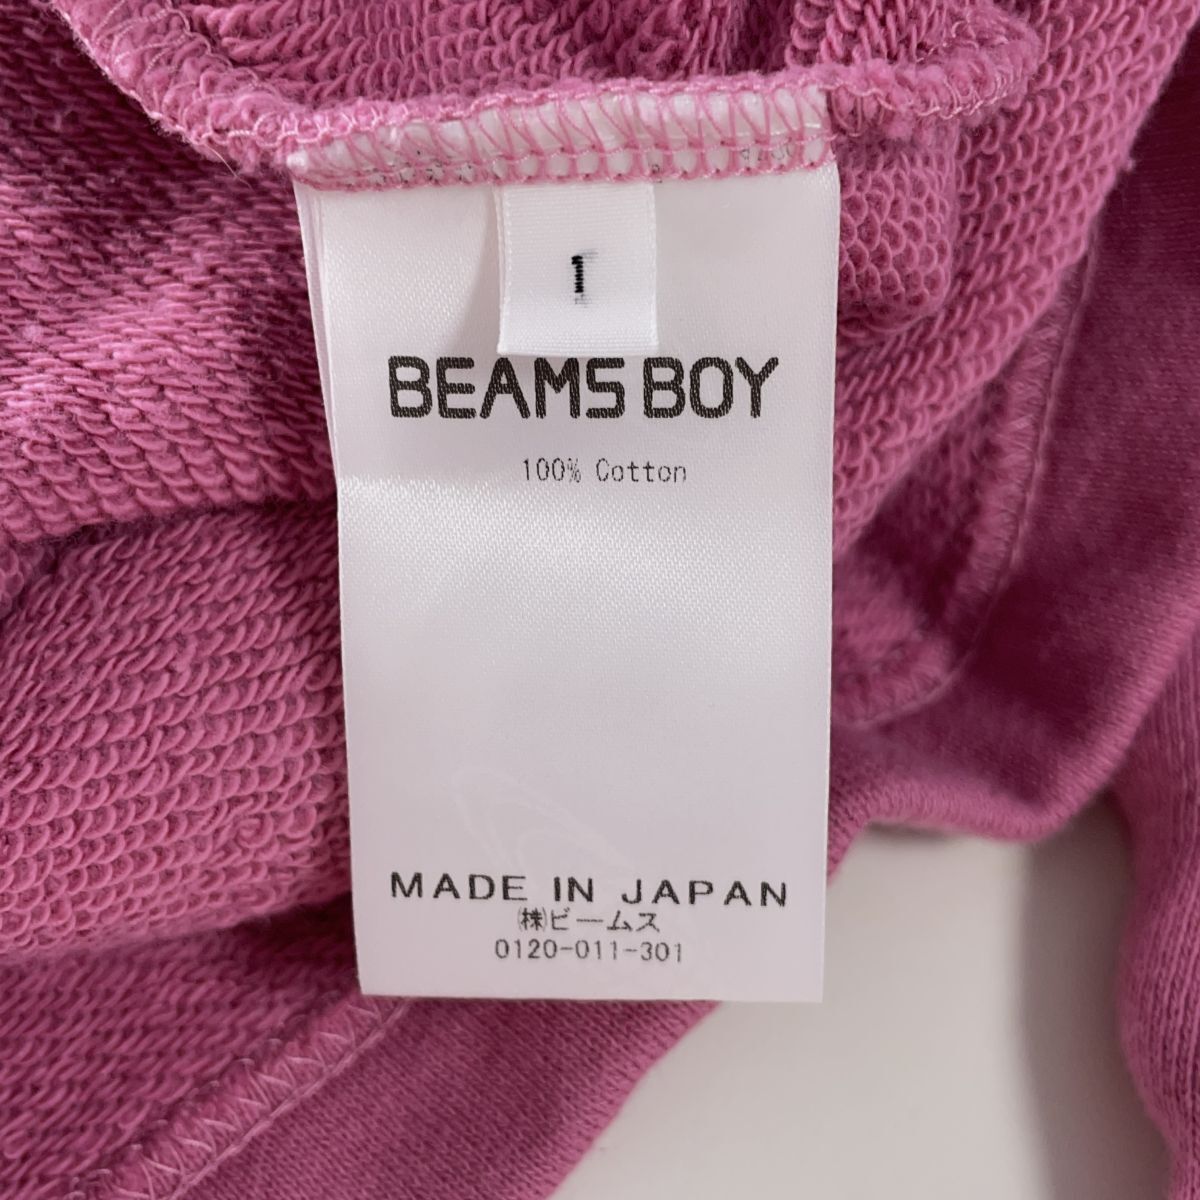 1
BEAMS BOY
100% Cotton
MADE IN JAPAN
㈱ビームス
0120-011-301